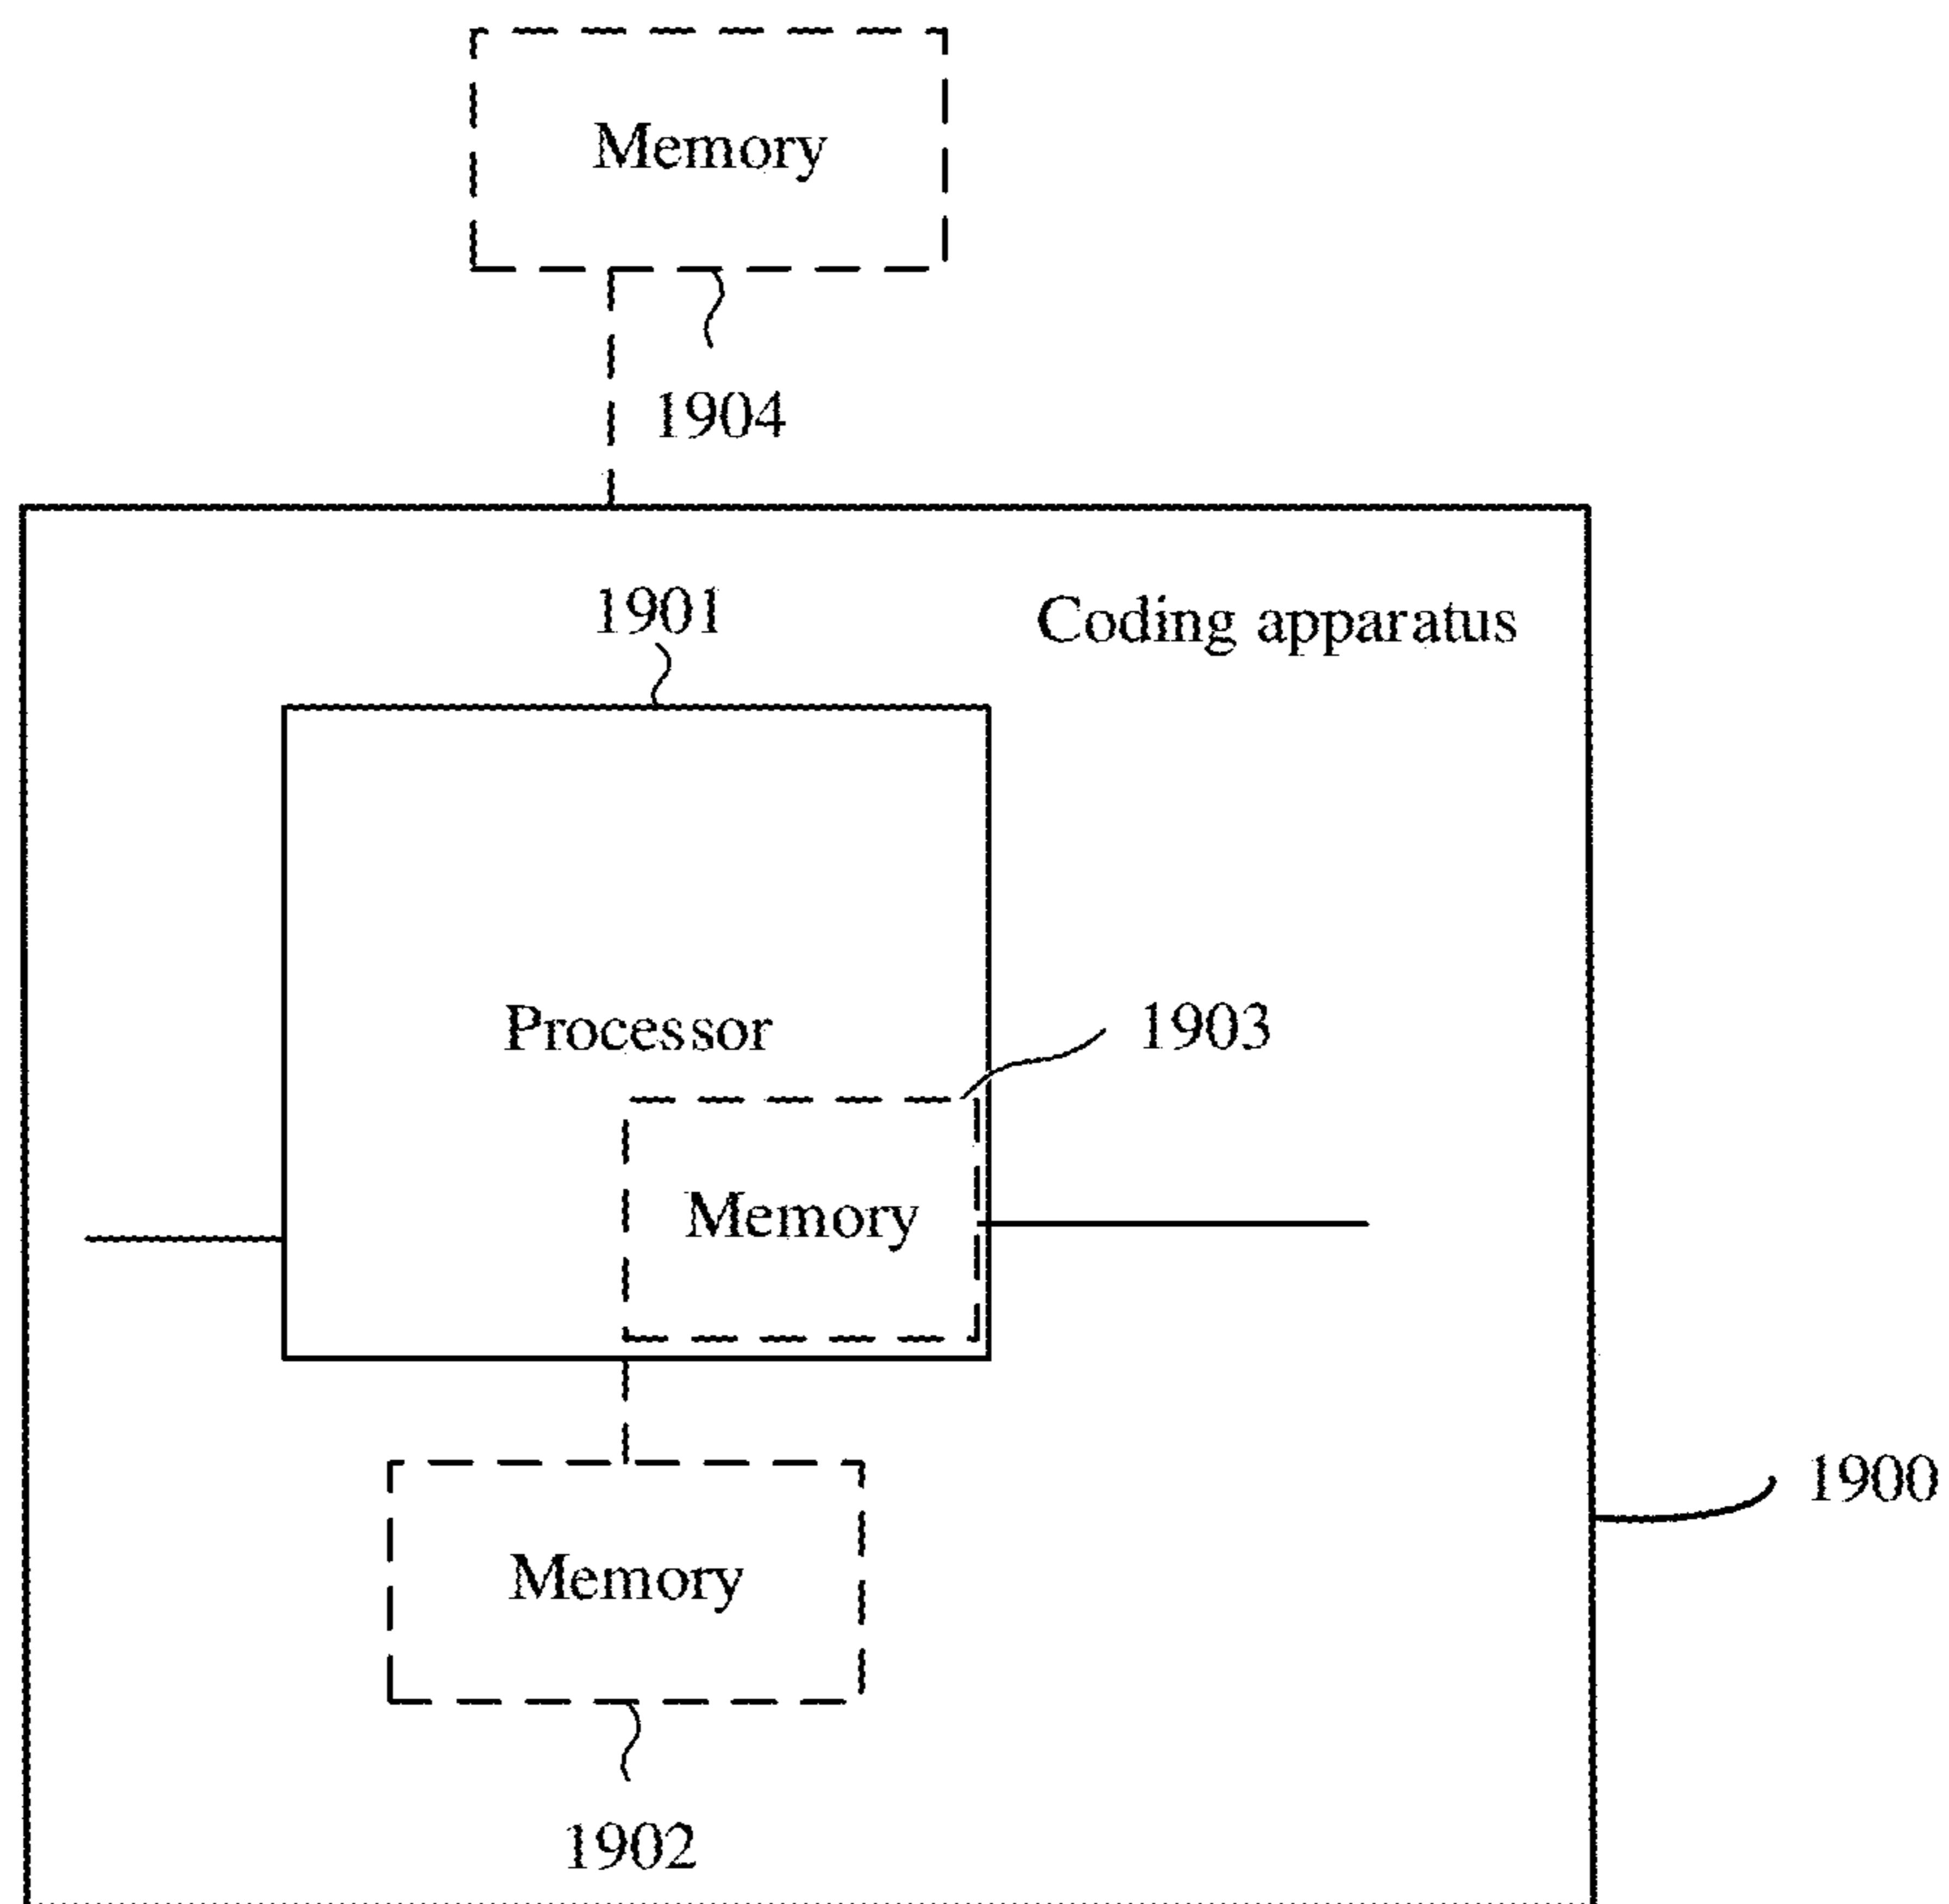 Memory
1904
1901
Coding apparatus
Processor
1903
Memory
1900
Memory
1902